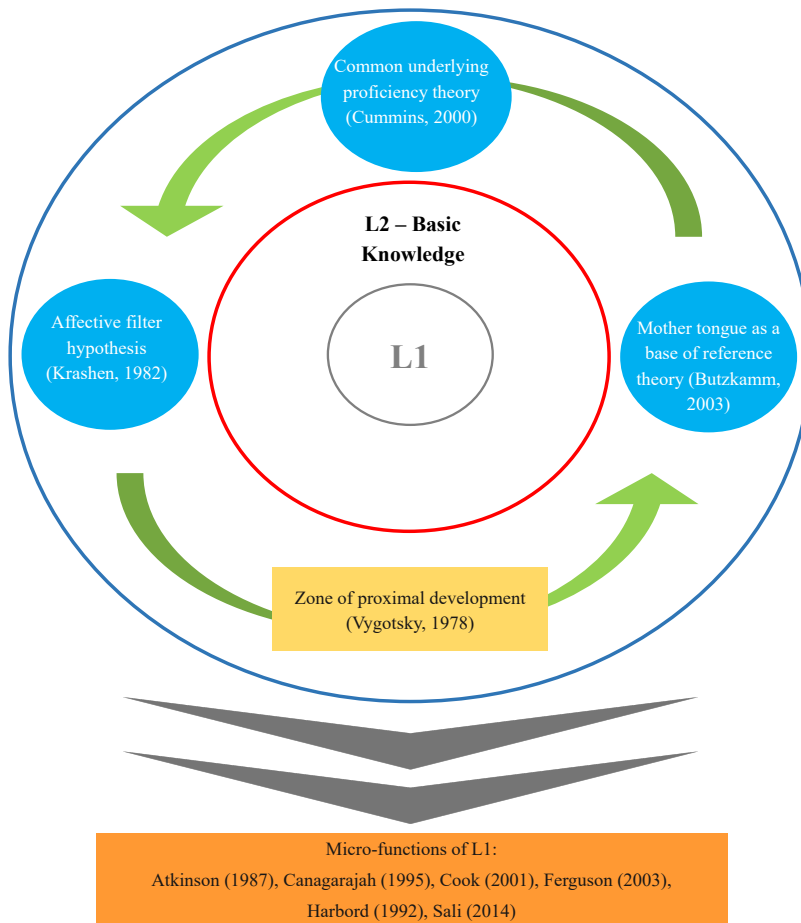 Common underlying
proficiency theory
(Cummins, 2000)
L2 – Basic
Knowledge
Affective filter
hypothesis
(Krashen, 1982)
L1
Mother tongue as a
base of reference
theory (Butzkamm,
2003)
Zone of proximal development
(Vygotsky, 1978)
Micro-functions of L1:
Atkinson (1987), Canagarajah (1995), Cook (2001), Ferguson (2003),
Harbord (1992), Sali (2014)